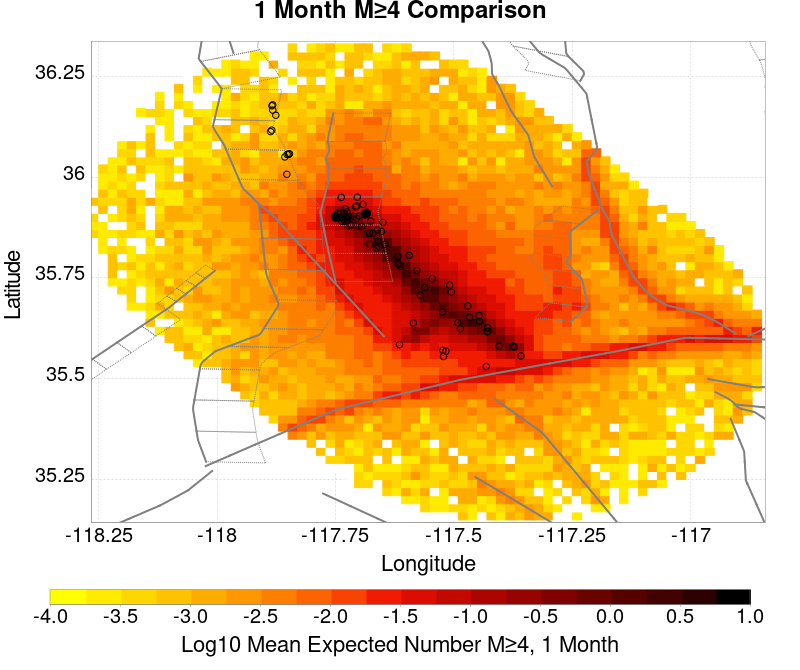 1 Month M≥4 Comparison
36.25
36
35.75
35.5
35.25
Latitude
-118.25 -118 -117.75 -117.5 -117.25 -117
Longitude
-4.0 -3.5 -3.0 -2.5 -2.0 -1.5 -1.0 -0.5 0.0 0.5 1.0
Log10 Mean Expected Number M≥4, 1 Month